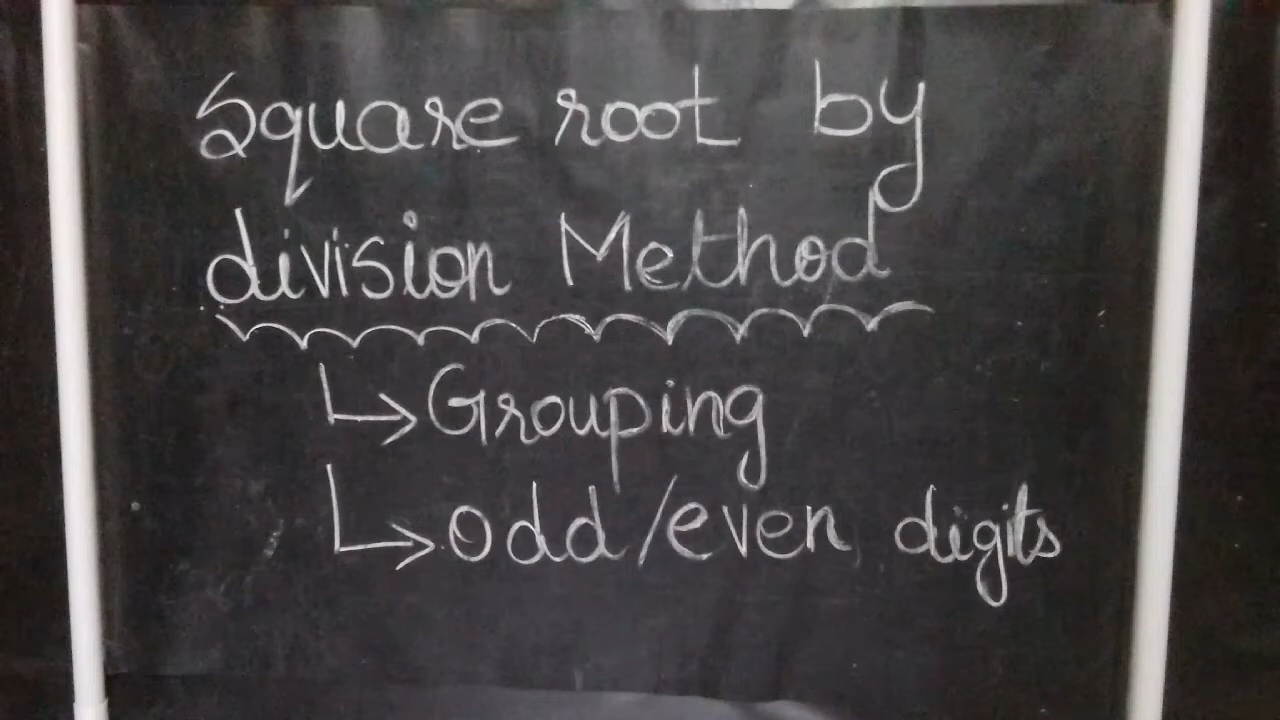 Square root by
division Method
↳ Grouping
↳ Odd/even digits